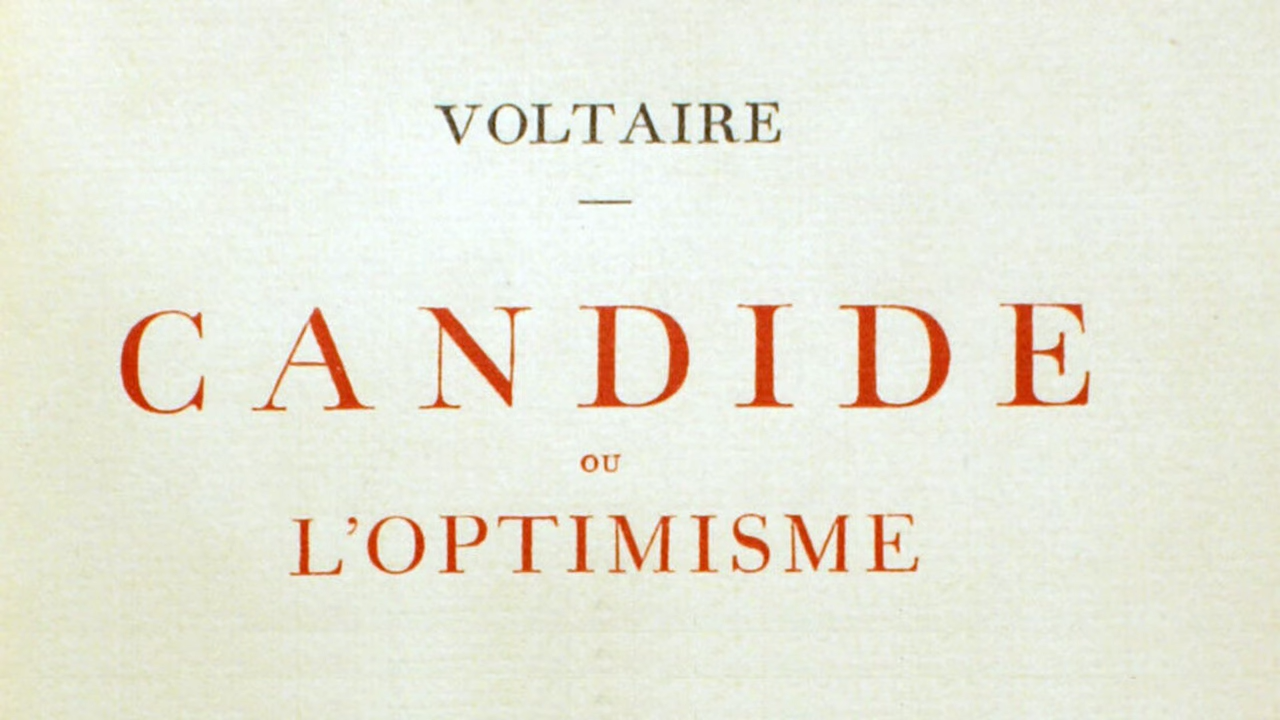 VOLTAIRE
—
CANDIDE
OU
L'OPTIMISME